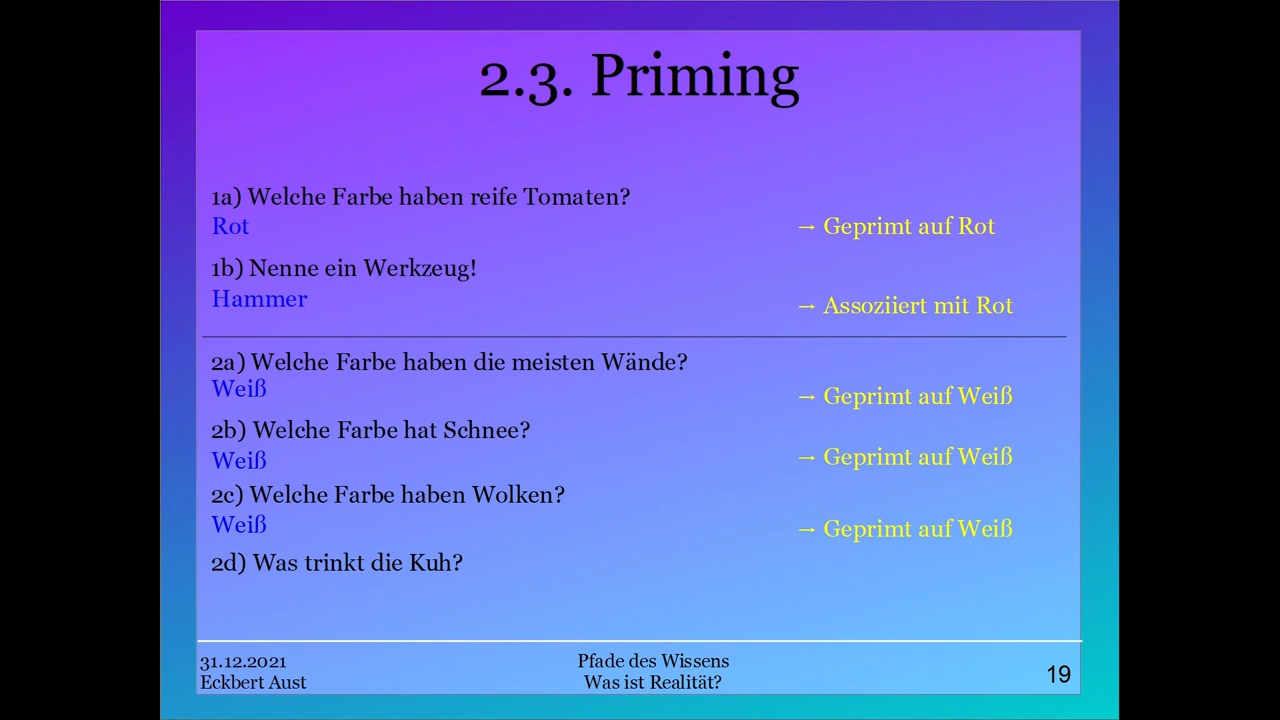 2.3. Priming
1a) Welche Farbe haben reife Tomaten?
Rot
→ Geprimt auf Rot
1b) Nenne ein Werkzeug!
Hammer
→ Assoziiert mit Rot
2a) Welche Farbe haben die meisten Wände?
Weiß
→ Geprimt auf Weiß
2b) Welche Farbe hat Schnee?
Weiß
→ Geprimt auf Weiß
2c) Welche Farbe haben Wolken?
Weiß
→ Geprimt auf Weiß
2d) Was trinkt die Kuh?
31.12.2021
Eckbert Aust
Pfade des Wissens
Was ist Realität?
19